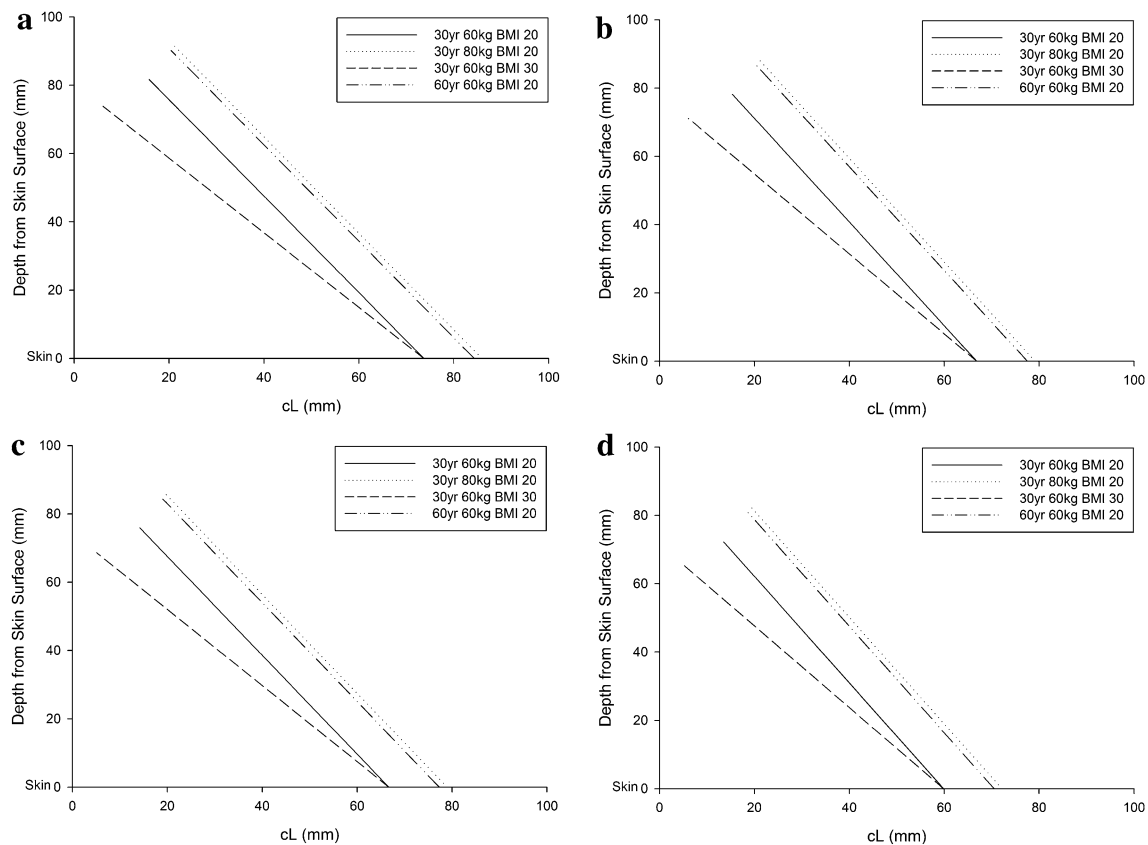 a
100
80
60
40
20
Skin 0
0 20 40 60 80 100
Depth from Skin Surface (mm)
cL (mm)
30yr 60kg BMI 20
30yr 80kg BMI 20
30yr 60kg BMI 30
60yr 60kg BMI 20
b
100
80
60
40
20
Skin 0
0 20 40 60 80 100
Depth from Skin Surface (mm)
cL (mm)
30yr 60kg BMI 20
30yr 80kg BMI 20
30yr 60kg BMI 30
60yr 60kg BMI 20
c
100
80
60
40
20
Skin 0
0 20 40 60 80 100
Depth from Skin Surface (mm)
cL (mm)
30yr 60kg BMI 20
30yr 80kg BMI 20
30yr 60kg BMI 30
60yr 60kg BMI 20
d
100
80
60
40
20
Skin 0
0 20 40 60 80 100
Depth from Skin Surface (mm)
cL (mm)
30yr 60kg BMI 20
30yr 80kg BMI 20
30yr 60kg BMI 30
60yr 60kg BMI 20